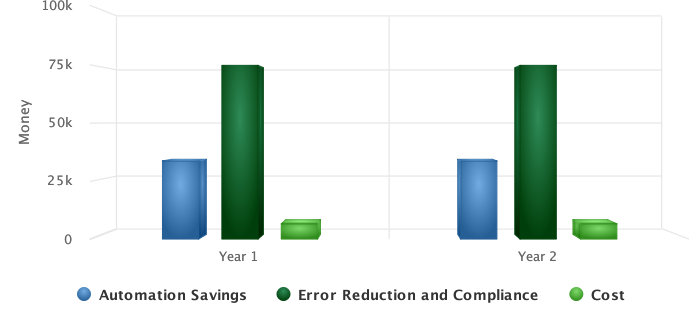 100k
75k
50k
25k
0
Money
Year 1
Year 2
Automation Savings
Error Reduction and Compliance
Cost